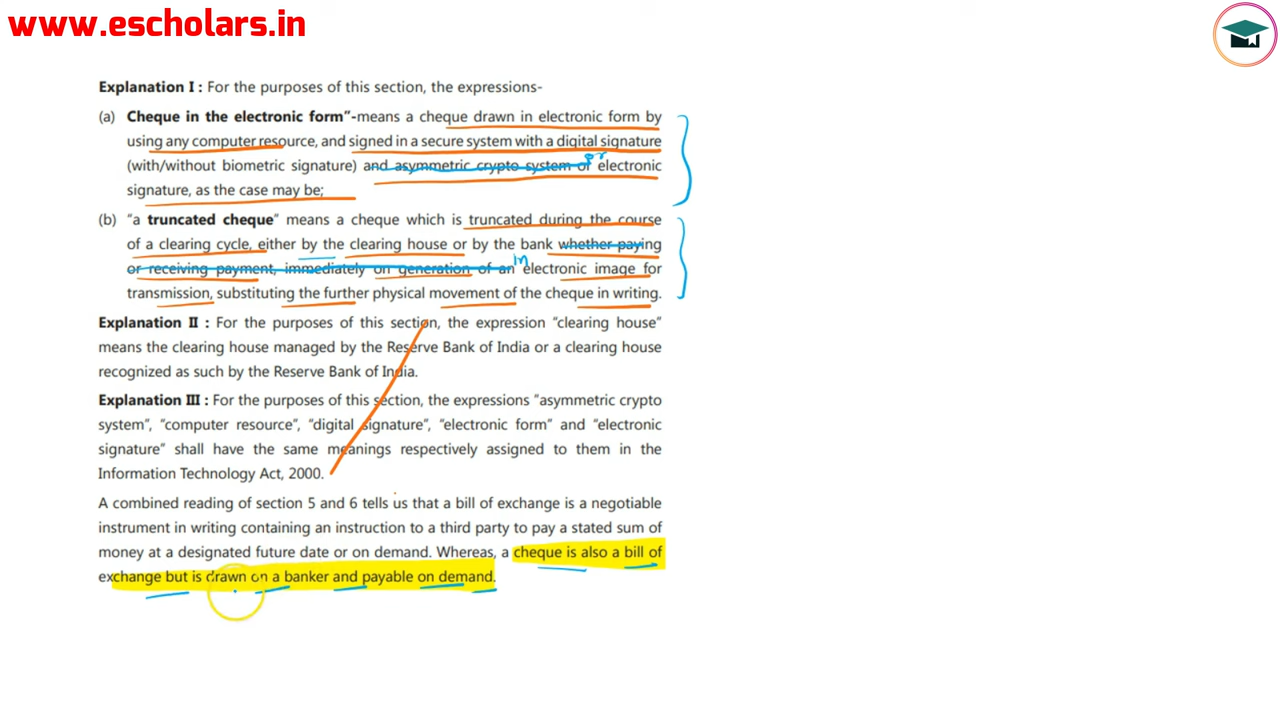 www.escholars.in
Explanation I : For the purposes of this section, the expressions-
(a) Cheque in the electronic form”-means a cheque drawn in electronic form by
using any computer resource, and signed in a secure system with a digital signature
or
(with/without biometric signature) and asymmetric crypto system or electronic
signature, as the case may be;
(b) “a truncated cheque” means a cheque which is truncated during the course
of a clearing cycle, either by the clearing house or by the bank whether paying
in
or receiving payment, immediately on generation of an electronic image for
transmission, substituting the further physical movement of the cheque in writing.
Explanation II : For the purposes of this section, the expression “clearing house”
means the clearing house managed by the Reserve Bank of India or a clearing house
recognized as such by the Reserve Bank of India.
Explanation III : For the purposes of this section, the expressions “asymmetric crypto
system”, “computer resource”, “digital signature”, “electronic form” and “electronic
signature” shall have the same meanings respectively assigned to them in the
Information Technology Act, 2000.
A combined reading of section 5 and 6 tells us that a bill of exchange is a negotiable
instrument in writing containing an instruction to a third party to pay a stated sum of
money at a designated future date or on demand. Whereas, a cheque is also a bill of
exchange but is drawn on a banker and payable on demand.